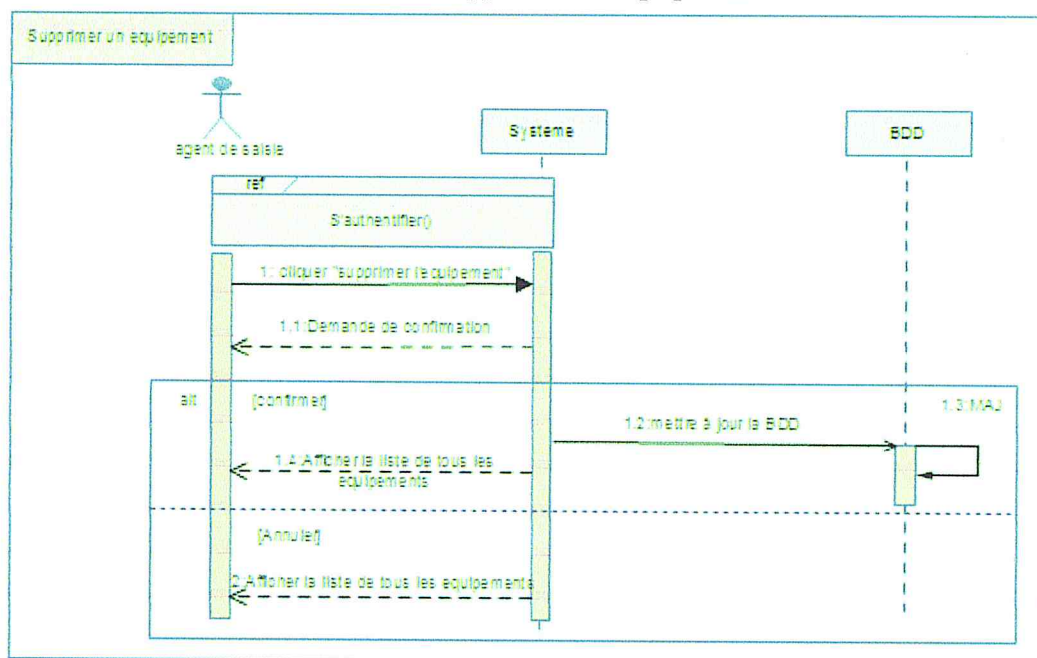 Supprimer un equipement
agent de saisie
Systeme
BDD
ref
S'authentifier()
1: cliquer "supprimer l'equipement"
1.1:Demande de confirmation
alt
[confirmer]
1.2:mettre à jour la BDD
1.3:MAJ
1.4:Afficher la liste de tous les
equipements
[Annuler]
2:Afficher la liste de tous les equipements